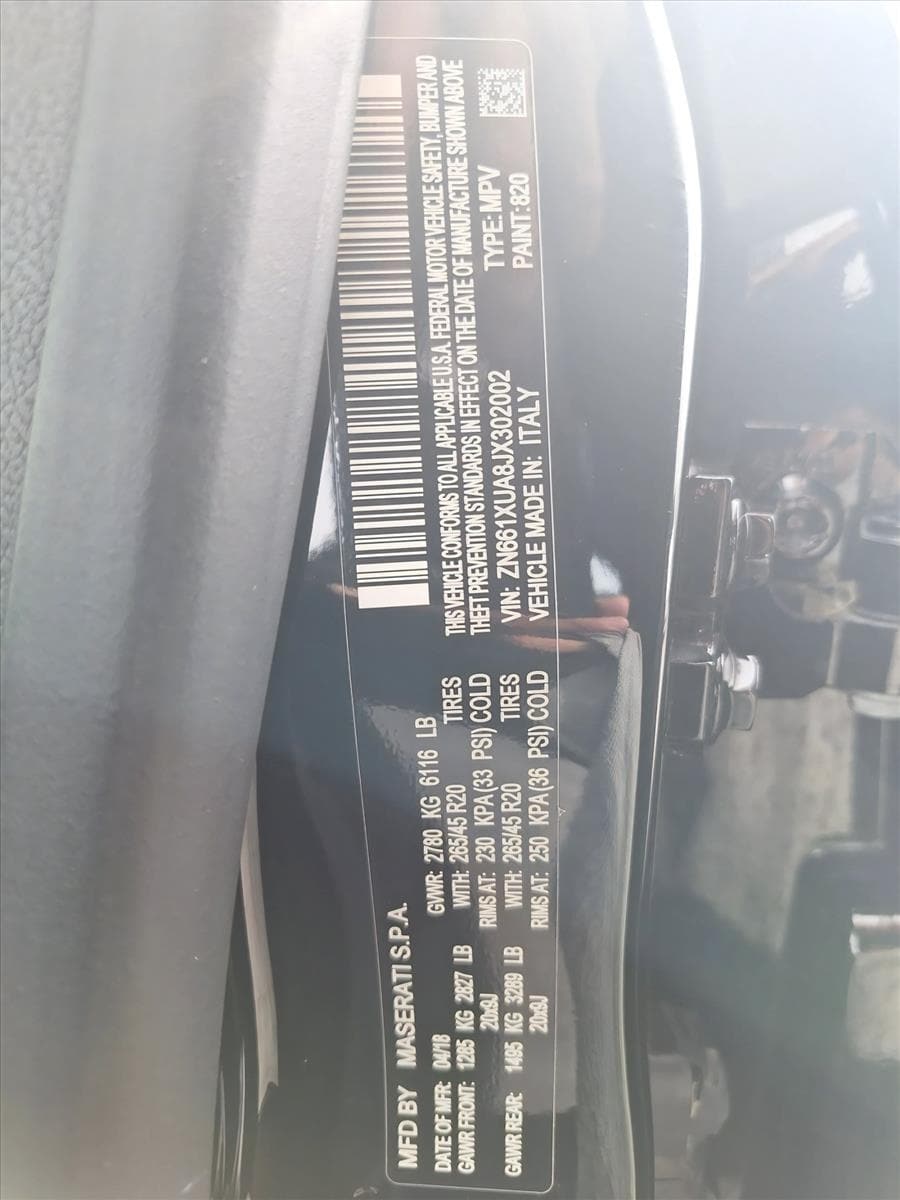 MFD BY MASERATI S.P.A.
DATE OF MFR: 04/18 GVWR: 2780 KG 6116 LB
GAWR FRONT: 1285 KG 2827 LB WITH: 265/45 R20 TIRES
20x9J RIMS AT: 230 KPA (33 PSI) COLD
GAWR REAR: 1495 KG 3289 LB WITH: 265/45 R20 TIRES
20x9J RIMS AT: 250 KPA (36 PSI) COLD
THIS VEHICLE CONFORMS TO ALL APPLICABLE U.S.A. FEDERAL MOTOR VEHICLE SAFETY, BUMPER AND
THEFT PREVENTION STANDARDS IN EFFECT ON THE DATE OF MANUFACTURE SHOWN ABOVE
VIN: ZN661XUA8JX302002 TYPE: MPV
VEHICLE MADE IN: ITALY PAINT: 820